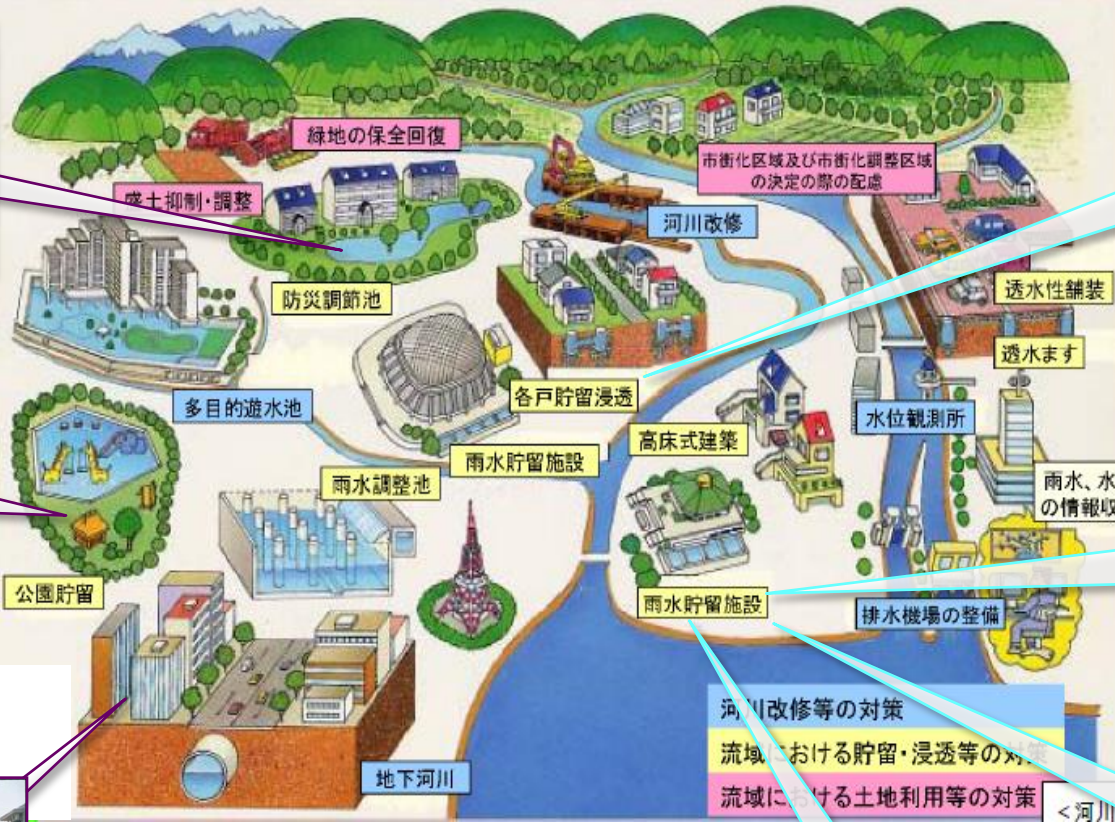 緑地の保全回復
市街化区域及び市街化調整区域
の決定の際の配慮
盛土抑制・調整
河川改修
防災調節池
透水性舗装
透水ます
多目的遊水池
各戸貯留浸透
水位観測所
高床式建築
雨水貯留施設
雨水調整池
雨水、水
の情報収
公園貯留
雨水貯留施設
排水機場の整備
地下河川
河川改修等の対策
流域における貯留・浸透等の対策
流域における土地利用等の対策
<河川